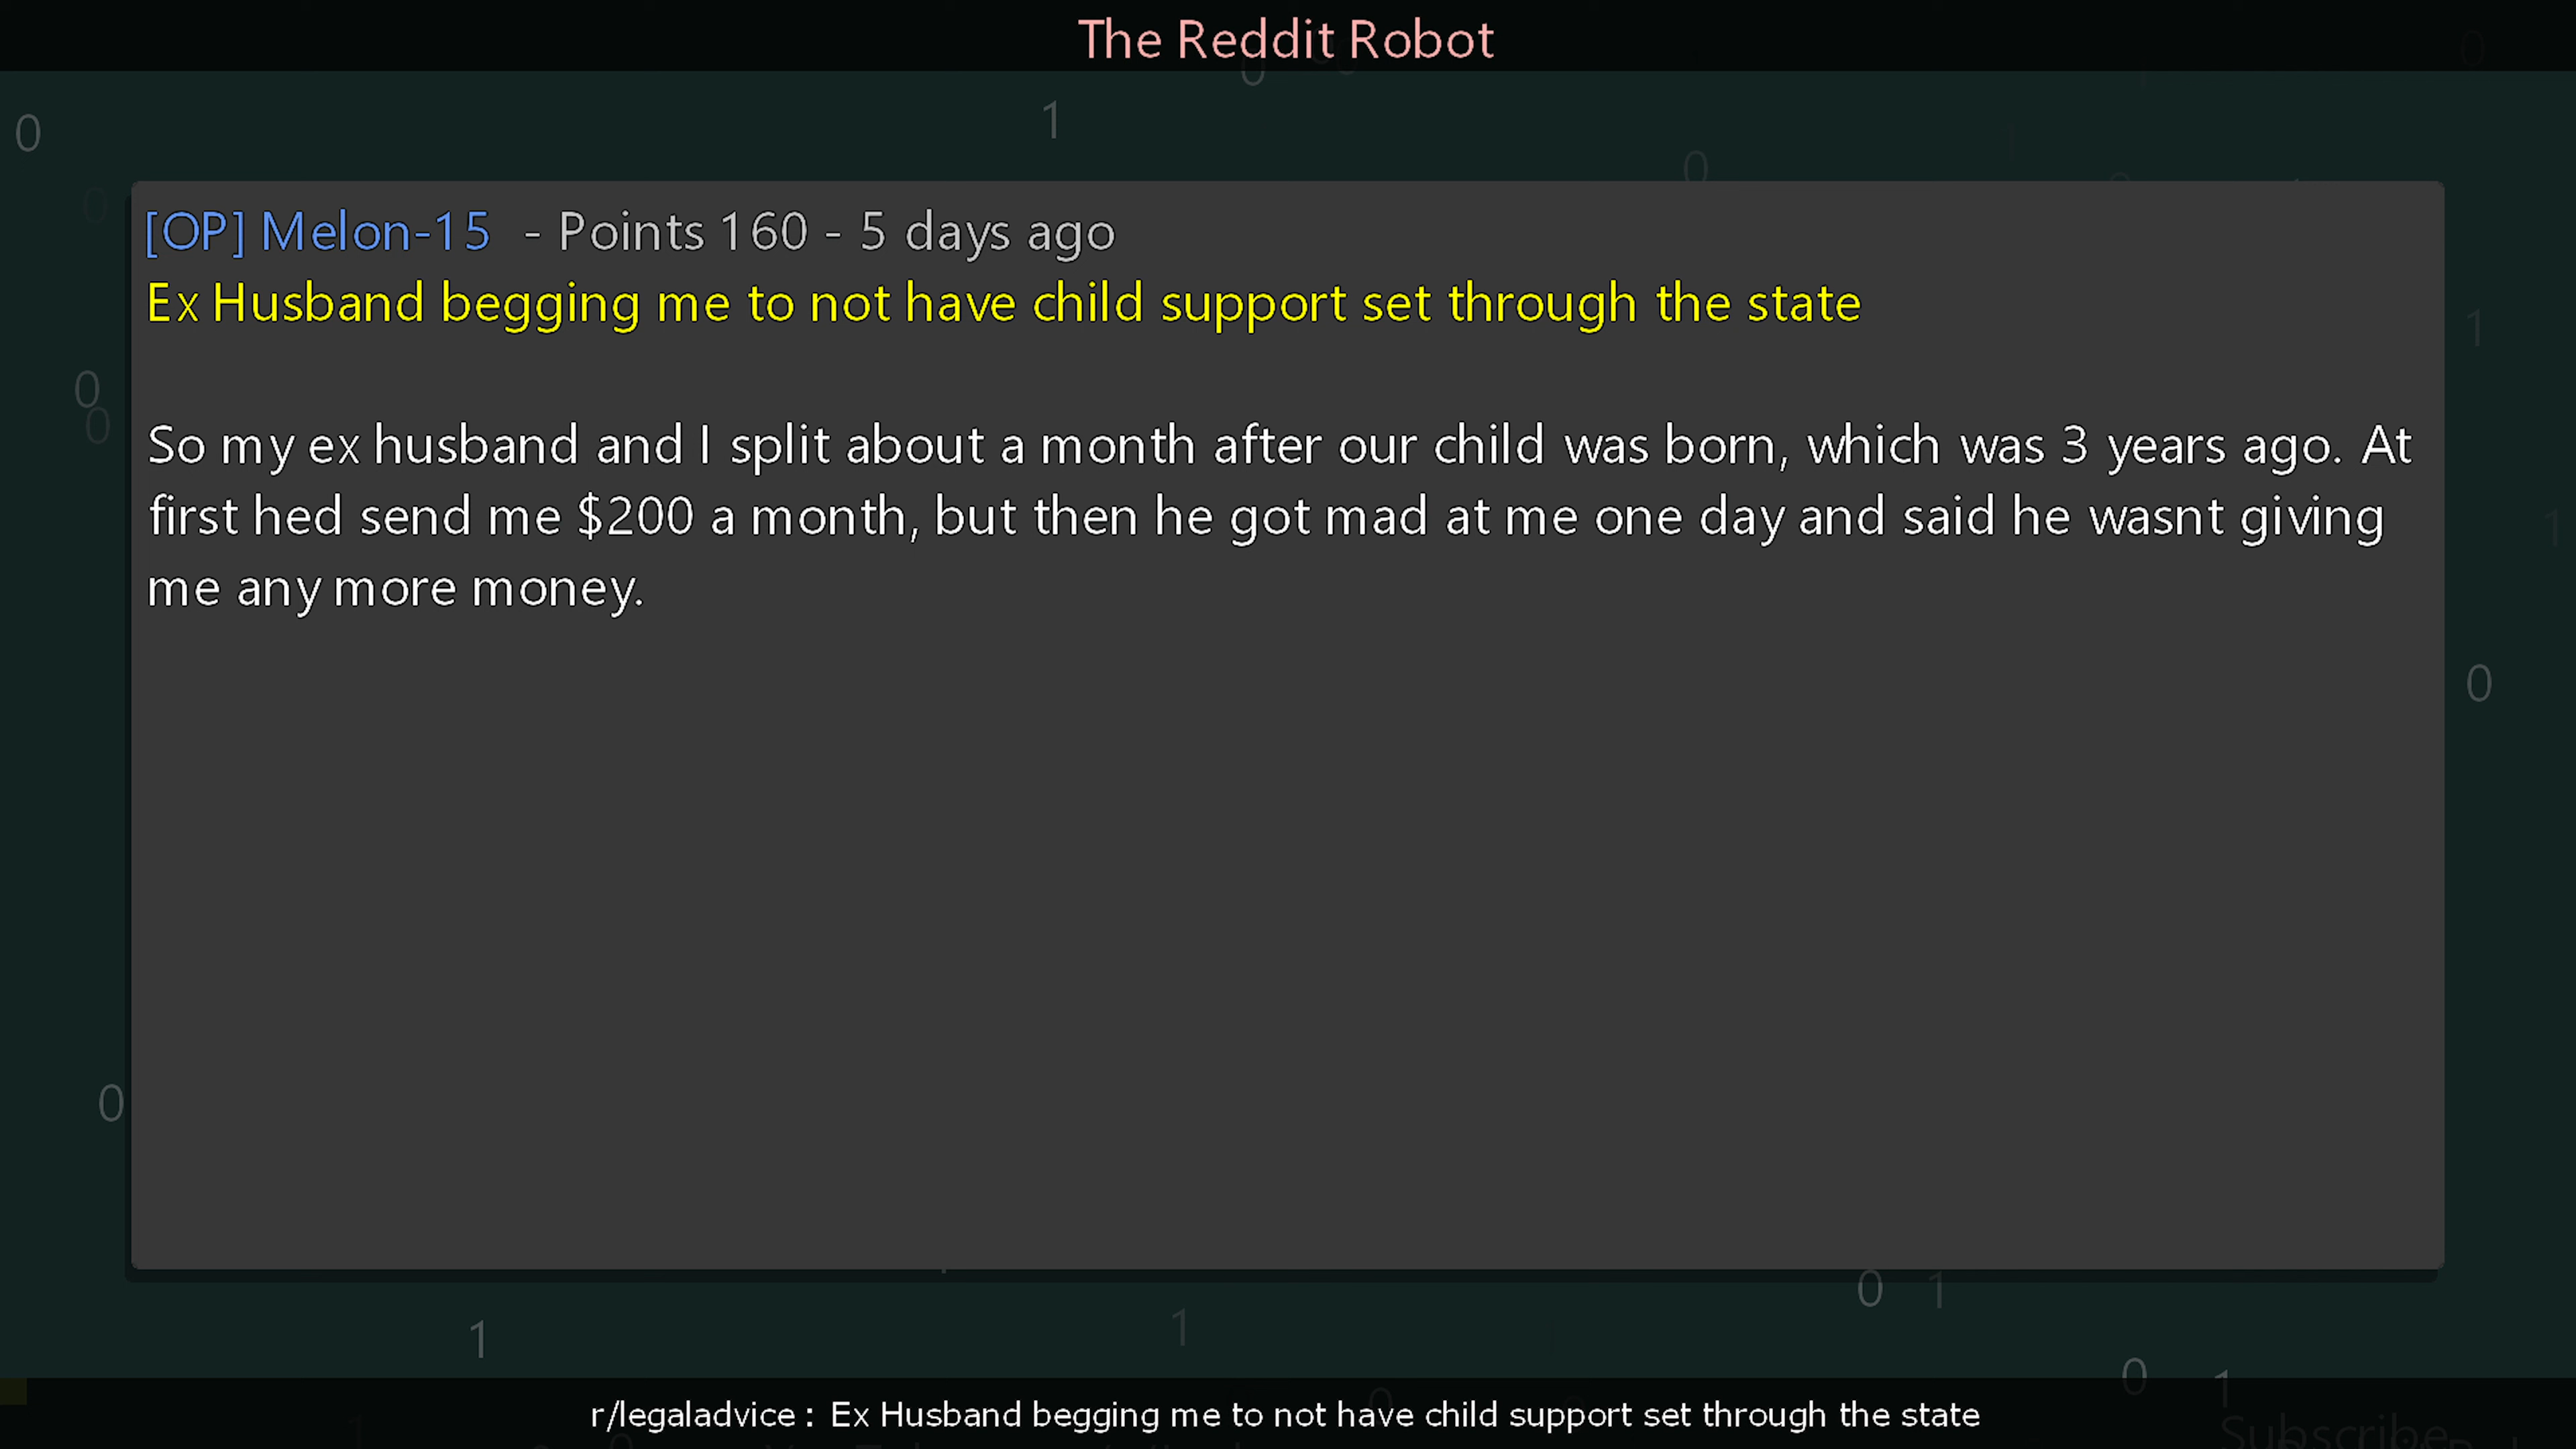 The Reddit Robot
[OP] Melon-15 - Points 160 - 5 days ago
Ex Husband begging me to not have child support set through the state
So my ex husband and I split about a month after our child was born, which was 3 years ago. At
first hed send me $200 a month, but then he got mad at me one day and said he wasnt giving
me any more money.
r/legaladvice : Ex Husband begging me to not have child support set through the state
Subscribe